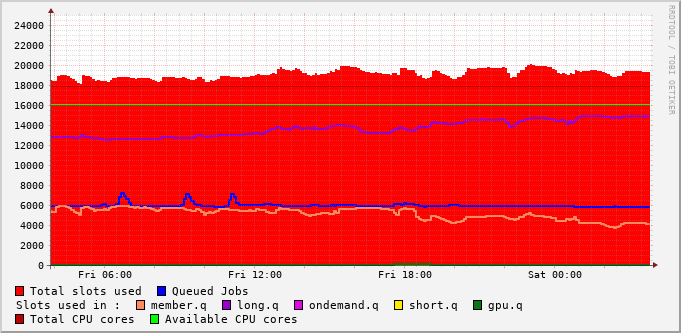 24000
22000
20000
18000
16000
14000
12000
10000
8000
6000
4000
2000
0
Fri 06:00 Fri 12:00 Fri 18:00 Sat 00:00
Total slots used Queued Jobs
Slots used in : member.q long.q ondemand.q short.q gpu.q
Total CPU cores Available CPU cores
RRDTOOL / TOBI OETIKER